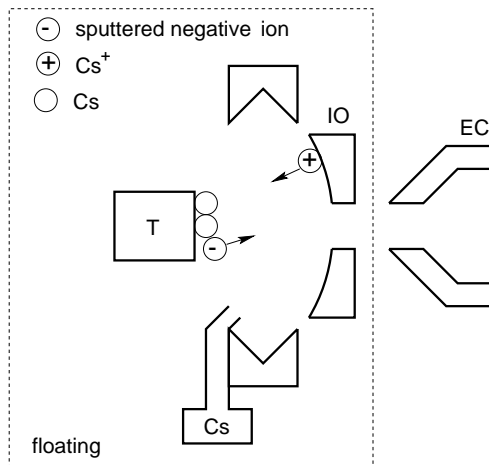 - sputtered negative ion
+ Cs+
Cs
IO
EC
+
T
-
Cs
floating